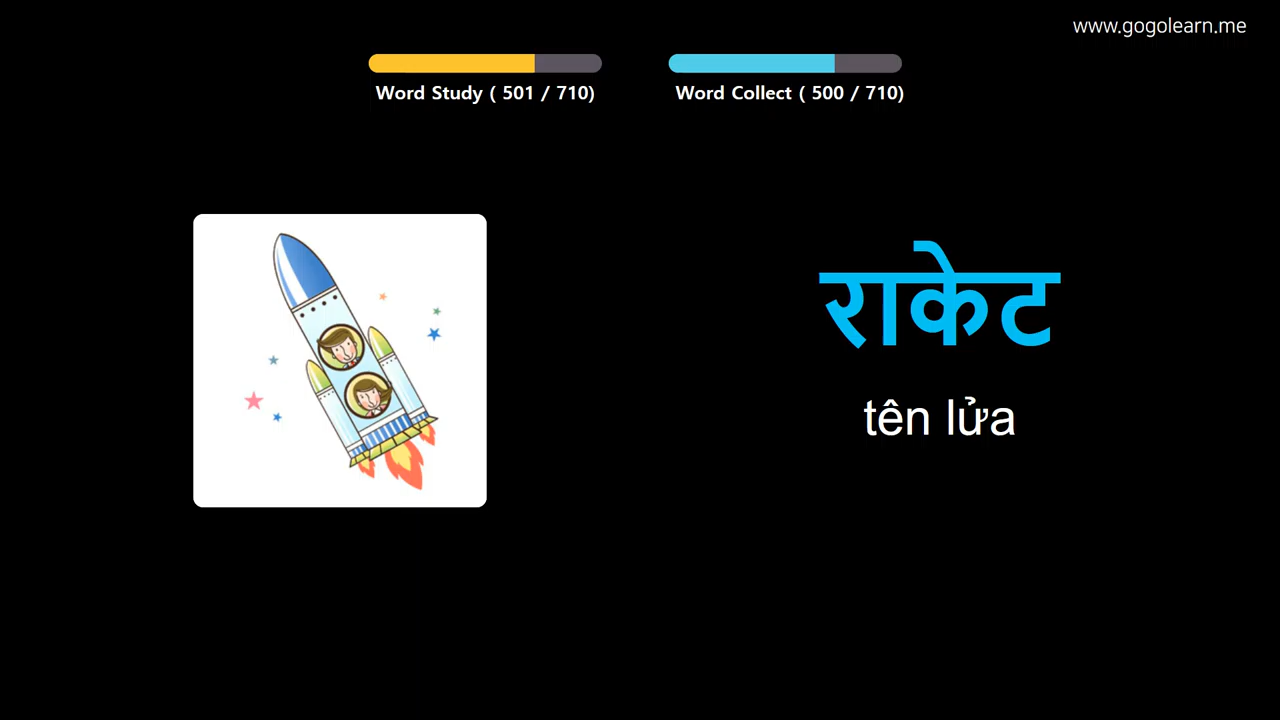 www.gogolearn.me
Word Study ( 501 / 710)
Word Collect ( 500 / 710)
राकेट
tên lửa